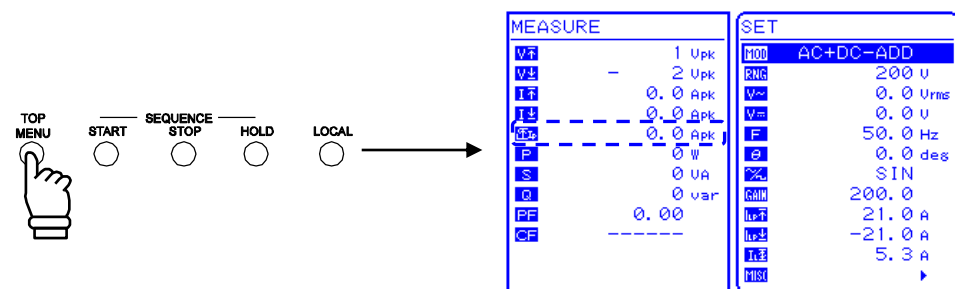 TOP
MENU
SEQUENCE
START STOP HOLD LOCAL
MEASURE
1 Vpk
− 2 Vpk
0.0 Apk
0.0 Apk
0.0 Apk
P 0 W
S 0 VA
Q 0 var
PF 0.00
CF ------
SET
MOD AC+DC-ADD
RNG 200 V
V~ 0.0 Vrms
V= 0.0 V
F 50.0 Hz
θ 0.0 deg
SIN
GAIN 200.0
21.0 A
-21.0 A
5.3 A
MISC